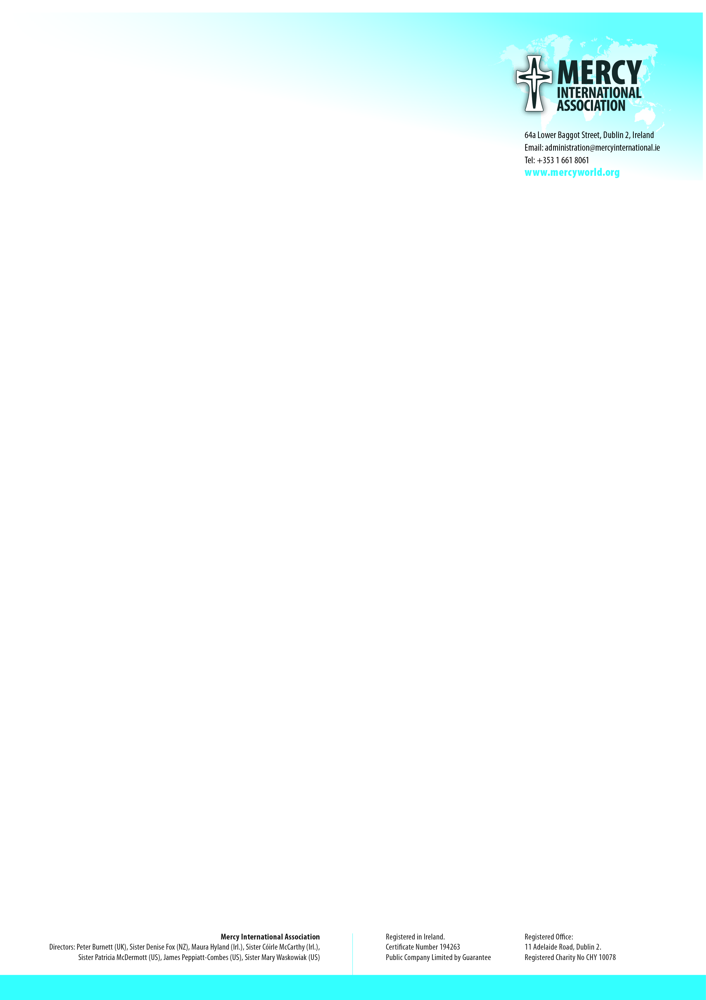 MERCY
INTERNATIONAL
ASSOCIATION
64a Lower Baggot Street, Dublin 2, Ireland
Email: administration@mercyinternational.ie
Tel: +353 1 661 8061
www.mercyworld.org
Mercy International Association
Directors: Peter Burnett (UK), Sister Denise Fox (NZ), Maura Hyland (Irl.), Sister Cóirle McCarthy (Irl.),
Sister Patricia McDermott (US), James Peppiatt-Combes (US), Sister Mary Waskowiak (US)
Registered in Ireland.
Certificate Number 194263
Public Company Limited by Guarantee
Registered Office:
11 Adelaide Road, Dublin 2.
Registered Charity No CHY 10078